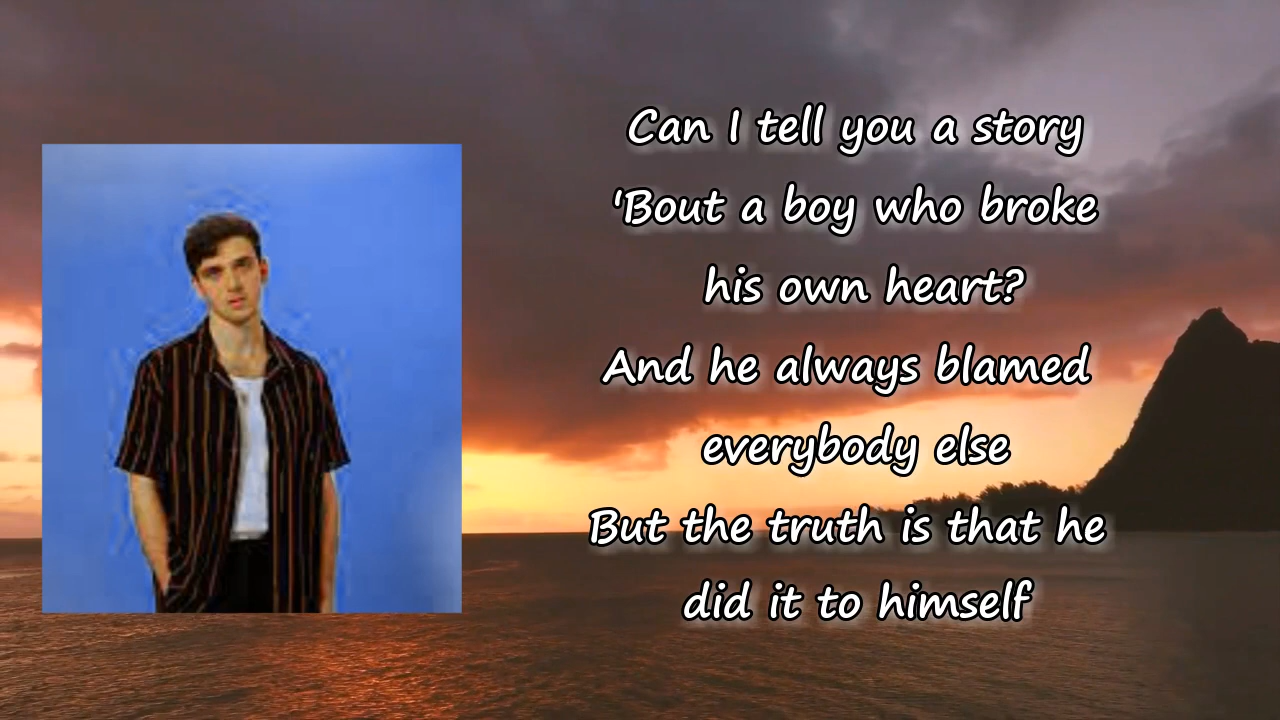 Can I tell you a story
'Bout a boy who broke
his own heart?
And he always blamed
everybody else
But the truth is that he
did it to himself